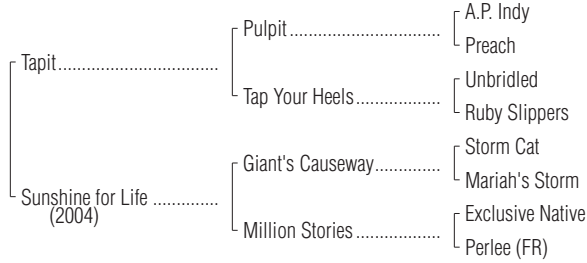 A.P. Indy
Pulpit
Preach
Tapit
Unbridled
Tap Your Heels
Ruby Slippers
Storm Cat
Giant's Causeway
Mariah's Storm
Sunshine for Life
(2004)
Exclusive Native
Million Stories
Perlee (FR)